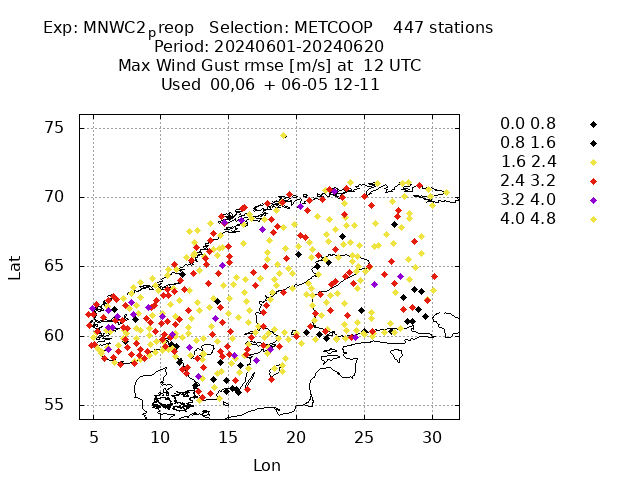 Exp: MNWC2preop   Selection: METCOOP    447 stations
Period: 20240601-20240620
Max Wind Gust rmse [m/s] at  12 UTC
Used  00,06  + 06-05 12-11
0.0 0.8
0.8 1.6
1.6 2.4
2.4 3.2
3.2 4.0
4.0 4.8
75
70
65
60
55
Lat
5 10 15 20 25 30
Lon